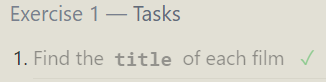 Exercise 1 — Tasks
1. Find the title of each film ✓